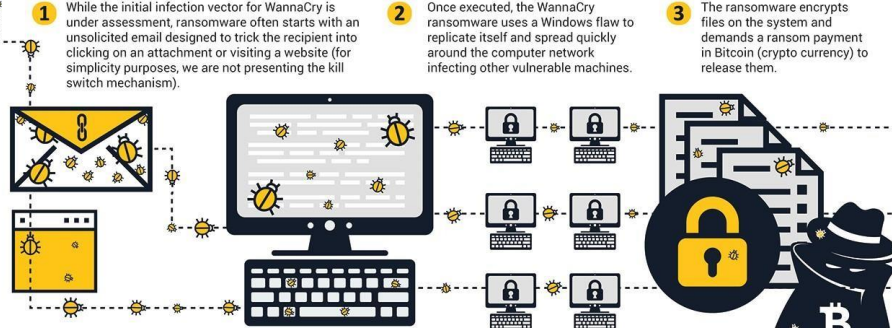 1
While the initial infection vector for WannaCry is
under assessment, ransomware often starts with an
unsolicited email designed to trick the recipient into
clicking on an attachment or visiting a website (for
simplicity purposes, we are not presenting the kill
switch mechanism).
2
Once executed, the WannaCry
ransomware uses a Windows flaw to
replicate itself and spread quickly
around the computer network
infecting other vulnerable machines.
3
The ransomware encrypts
files on the system and
demands a ransom payment
in Bitcoin (crypto currency) to
release them.